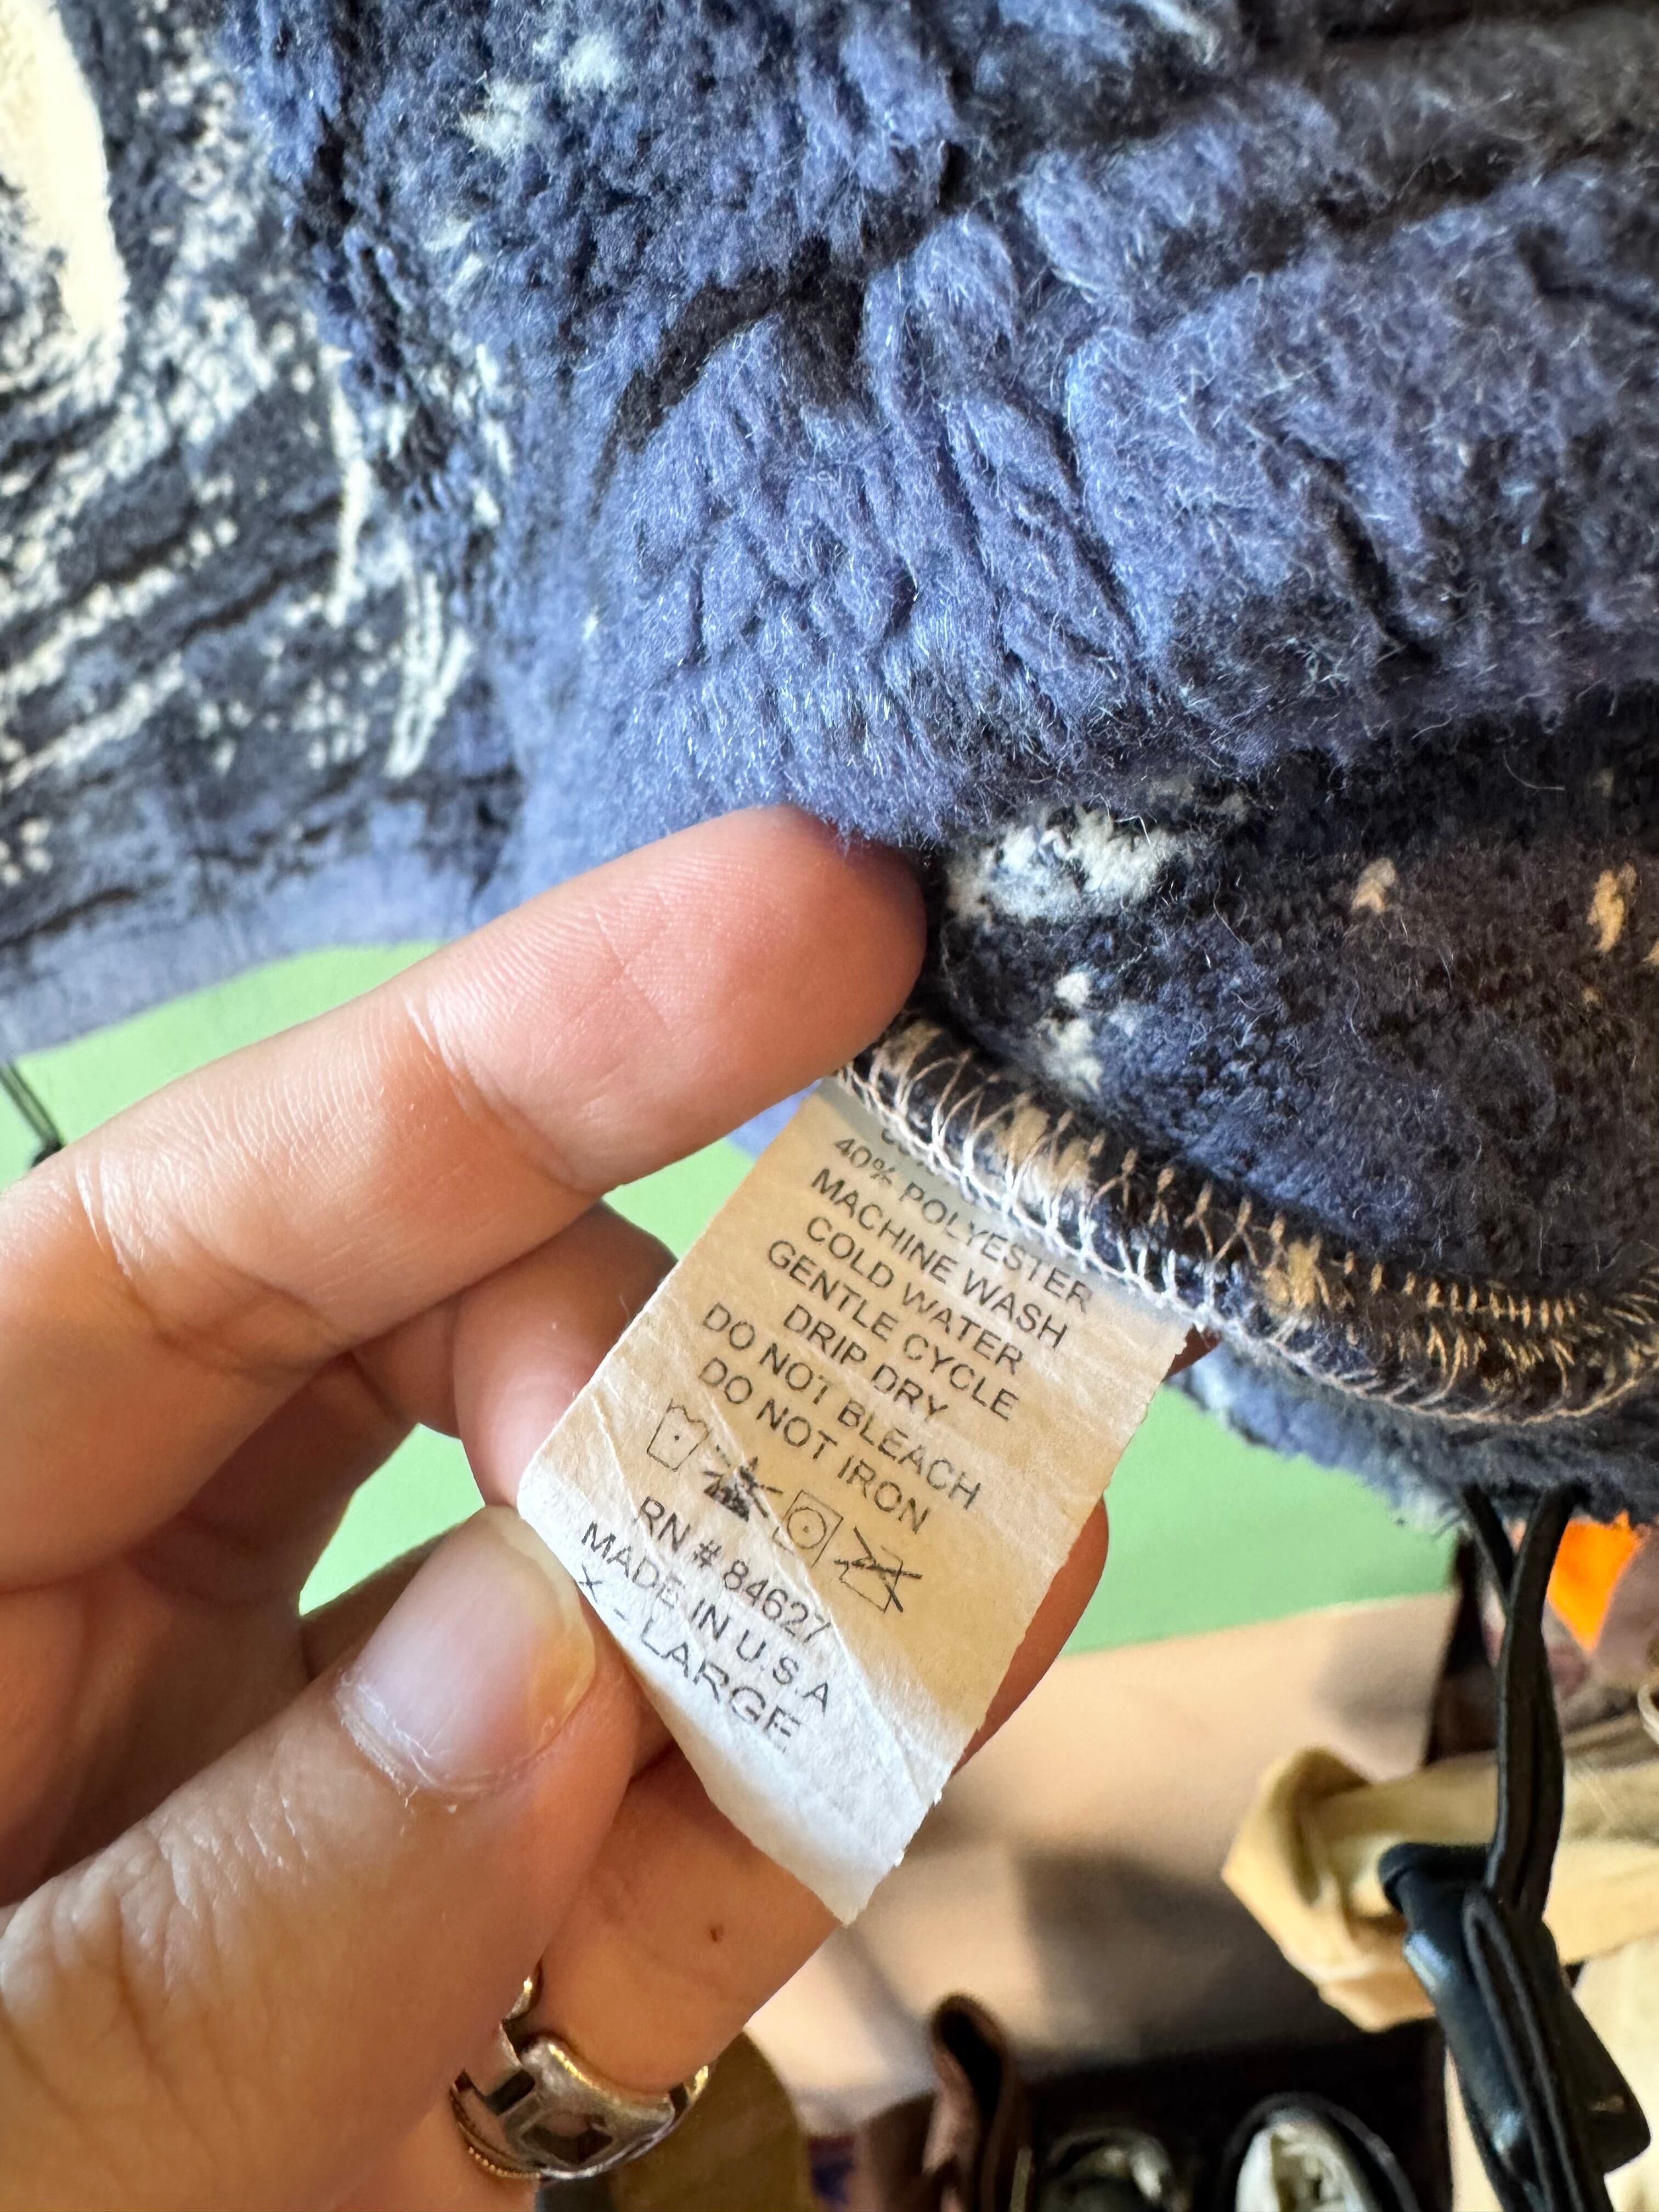 40% POLYESTER
MACHINE WASH
COLD WATER
GENTLE CYCLE
DRIP DRY
DO NOT BLEACH
DO NOT IRON
RN # 84627
MADE IN U.S.A
X - LARGE